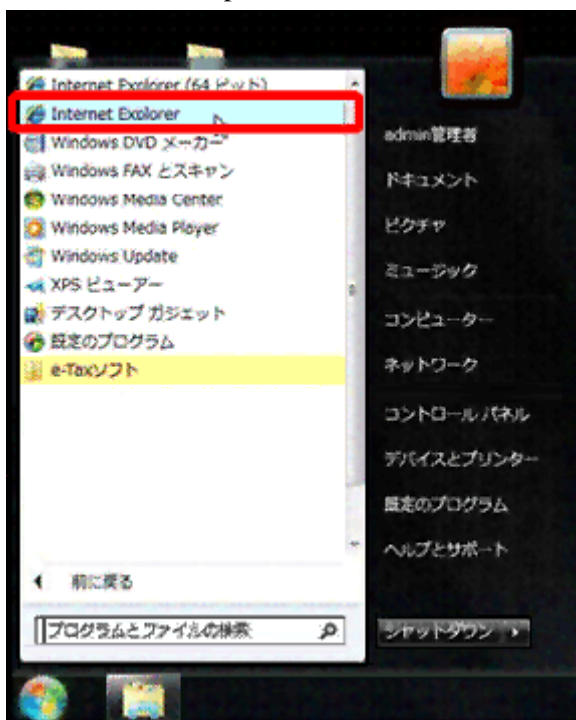 Internet Explorer (64 ビット)
Internet Explorer
Windows DVD メーカー
Windows FAX とスキャン
Windows Media Center
Windows Media Player
Windows Update
XPS ビューアー
デスクトップ ガジェット
既定のプログラム
e-Taxソフト
前に戻る
プログラムとファイルの検索
admin管理者
ドキュメント
ピクチャ
ミュージック
コンピューター
ネットワーク
コントロール パネル
デバイスとプリンター
既定のプログラム
ヘルプとサポート
シャットダウン